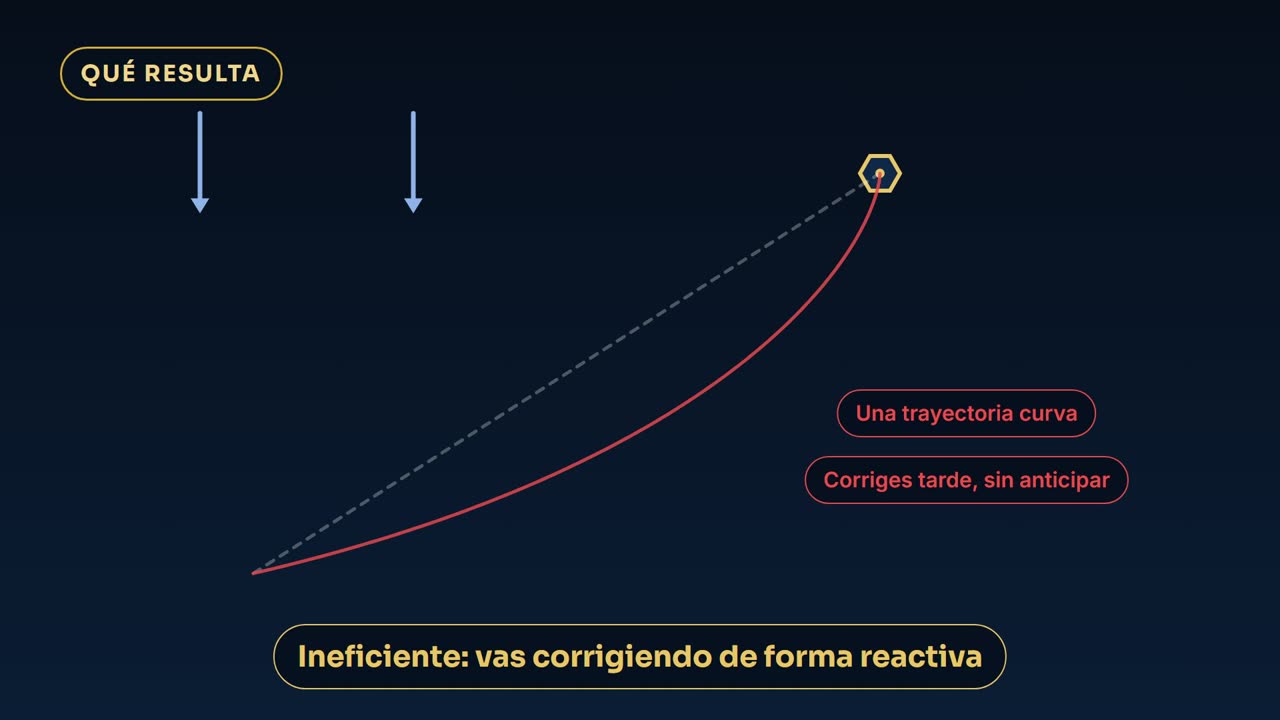 QUÉ RESULTA
Una trayectoria curva
Corriges tarde, sin anticipar
Ineficiente: vas corrigiendo de forma reactiva